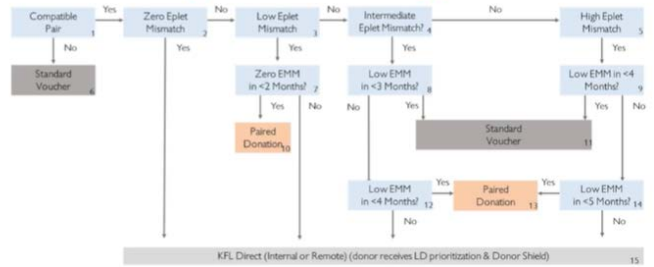 Compatible
Pair
1
Yes
Zero Eplet
Mismatch
2
No
Low Eplet
Mismatch
3
No
Intermediate
Eplet Mismatch?
4
No
High Eplet
Mismatch
5
No
Yes
Yes
Yes
Yes
Standard
Voucher
6
Zero EMM
in <2 Months?
7
Low EMM
in <3 Months?
8
Low EMM in <4
Months?
9
Yes
No
No
Yes
Yes
No
Paired
Donation
10
Standard
Voucher
11
Low EMM
in <4 Months?
12
Yes
Paired
Donation
13
Yes
Low EMM
in <5 Months?
14
No
No
KFL Direct (Internal or Remote) (donor receives LD prioritization & Donor Shield)
15